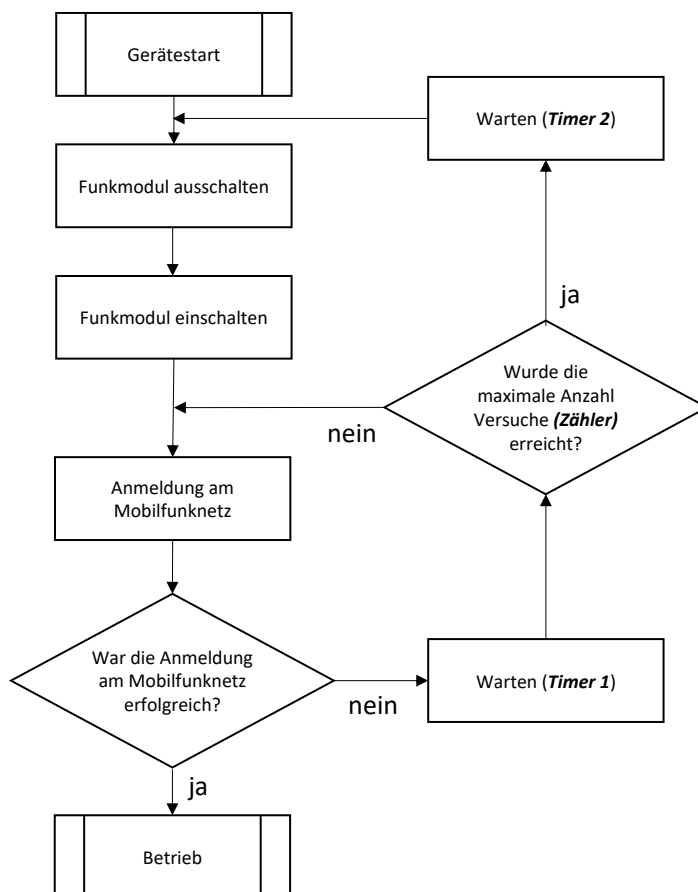 Gerätestart
Warten (Timer 2)
Funkmodul ausschalten
Funkmodul einschalten
ja
Wurde die
maximale Anzahl
Versuche (Zähler)
erreicht?
nein
Anmeldung am
Mobilfunknetz
War die Anmeldung
am Mobilfunknetz
erfolgreich?
nein
Warten (Timer 1)
ja
Betrieb